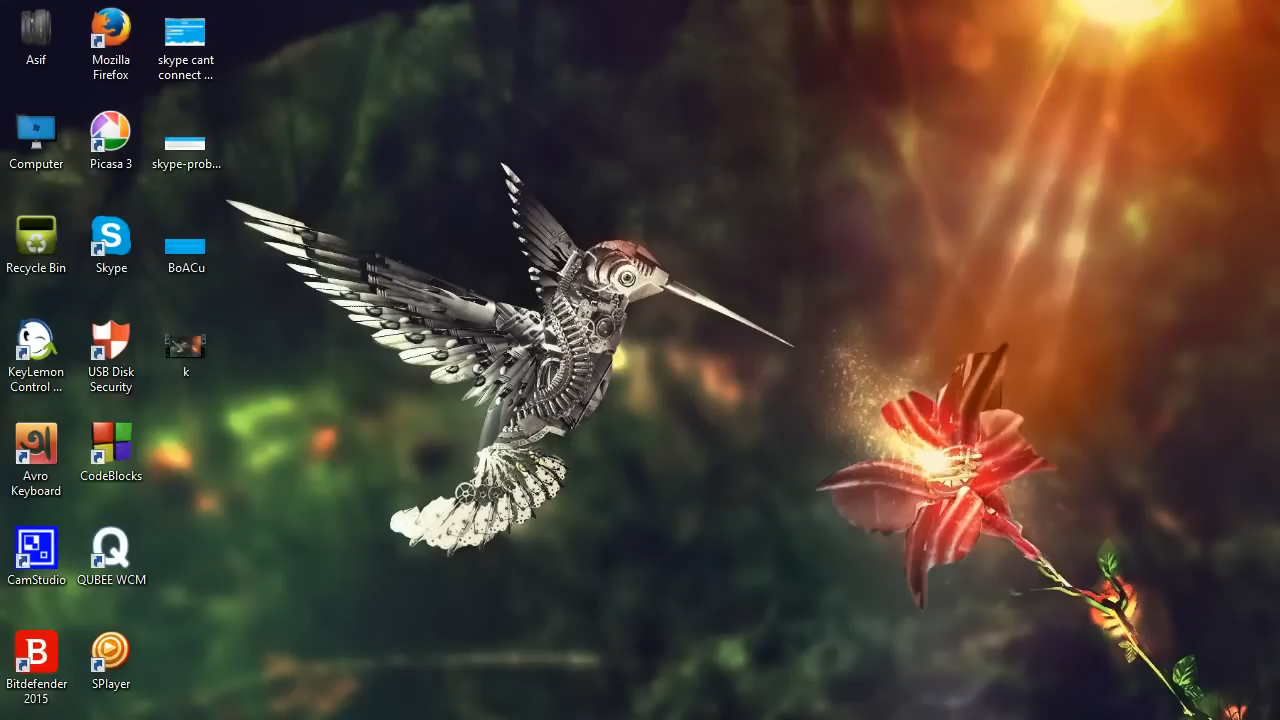 Asif
Mozilla
Firefox
skype cant
connect ...
Computer
Picasa 3
skype-prob...
Recycle Bin
Skype
BoACu
KeyLemon
Control ...
USB Disk
Security
k
Avro
Keyboard
CodeBlocks
CamStudio
QUBEE WCM
Bitdefender
2015
SPlayer